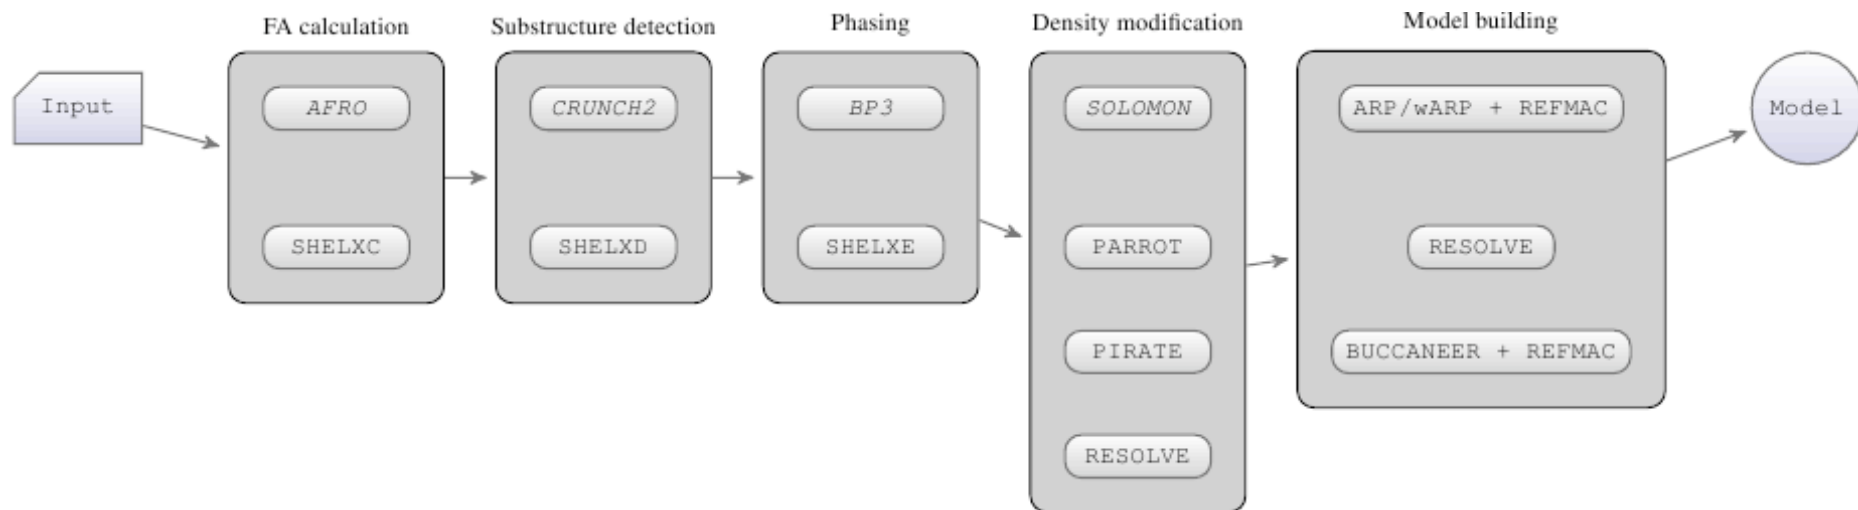 FA calculation
Substructure detection
Phasing
Density modification
Model building
Input
AFRO
CRUNCH2
BP3
SOLOMON
ARP/wARP + REFMAC
Model
SHELXC
SHELXD
SHELXE
PARROT
RESOLVE
PIRATE
BUCCANEER + REFMAC
RESOLVE